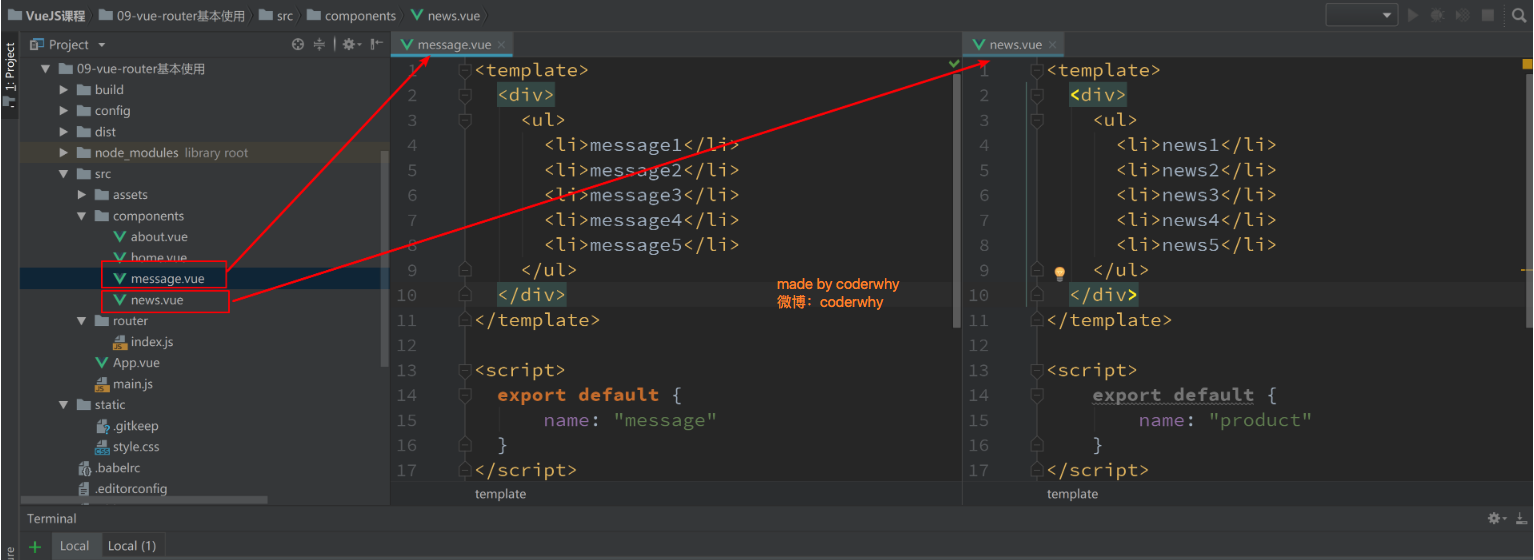 VueJS课程 09-vue-router基本使用 src components news.vue
1: Project
Project
09-vue-router基本使用
build
config
dist
node_modules library root
src
assets
components
about.vue
home.vue
message.vue
news.vue
router
index.js
App.vue
main.js
static
.gitkeep
style.css
.babelrc
.editorconfig
message.vue
1 <template>
2 <div>
3 <ul>
4 <li>message1</li>
5 <li>message2</li>
6 <li>message3</li>
7 <li>message4</li>
8 <li>message5</li>
9 </ul>
10 </div>
11 </template>
12
13 <script>
14 export default {
15 name: "message"
16 }
17 </script>
template
made by coderwhy
微博：coderwhy
news.vue
1 <template>
2 <div>
3 <ul>
4 <li>news1</li>
5 <li>news2</li>
6 <li>news3</li>
7 <li>news4</li>
8 <li>news5</li>
9 </ul>
10 </div>
11 </template>
12
13 <script>
14 export default {
15 name: "product"
16 }
17 </script>
template
Terminal
Local Local (1)